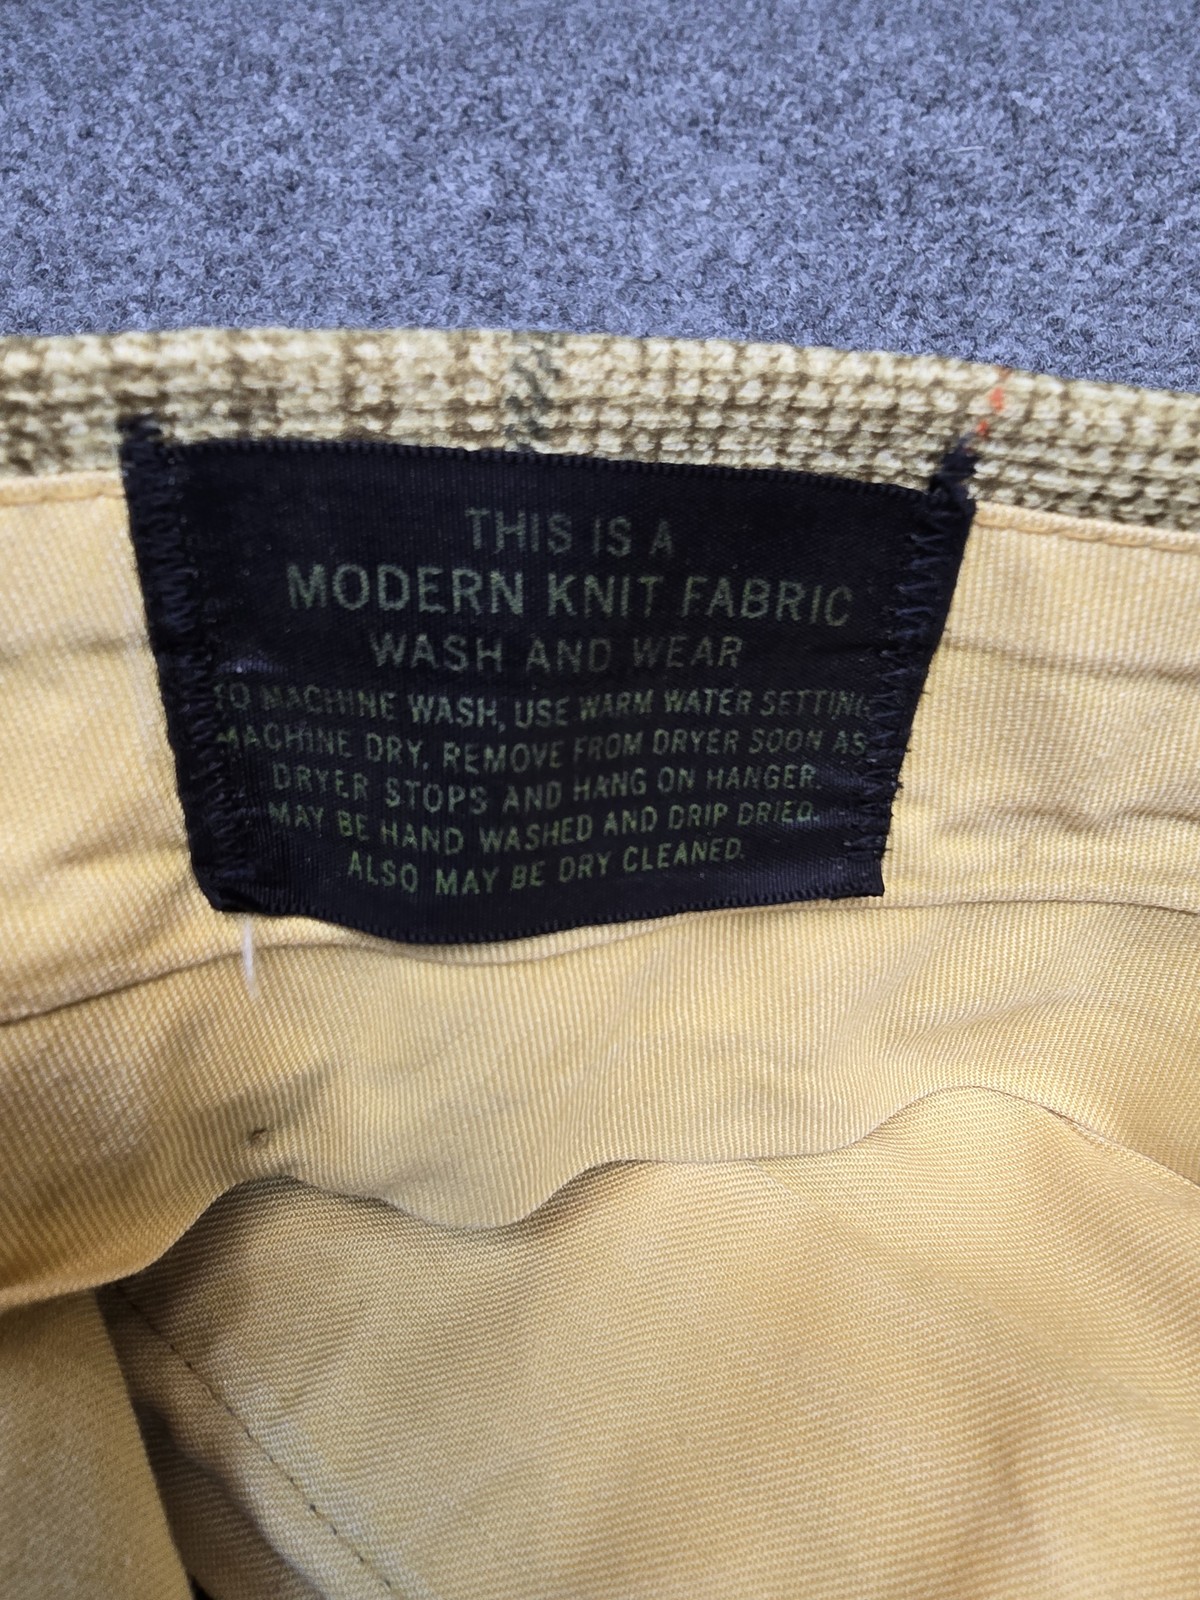 THIS IS A
MODERN KNIT FABRIC
WASH AND WEAR
TO MACHINE WASH, USE WARM WATER SETTING
MACHINE DRY. REMOVE FROM DRYER SOON AS
DRYER STOPS AND HANG ON HANGER.
MAY BE HAND WASHED AND DRIP DRIED.
ALSO MAY BE DRY CLEANED.